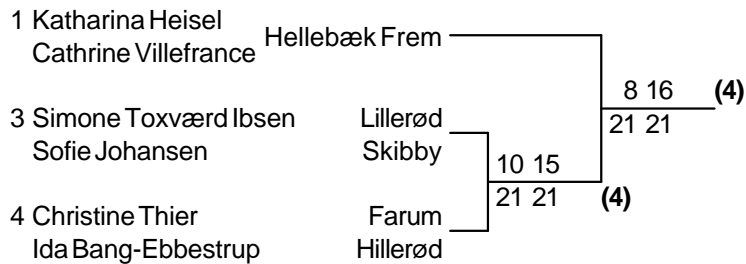 1 Katharina Heisel
Cathrine Villefrance
Hellebæk Frem
8 16
(4)
21 21
3 Simone Toxværd Ibsen Lillerød
Sofie Johansen Skibby
10 15
21 21
(4)
4 Christine Thier Farum
Ida Bang-Ebbestrup Hillerød